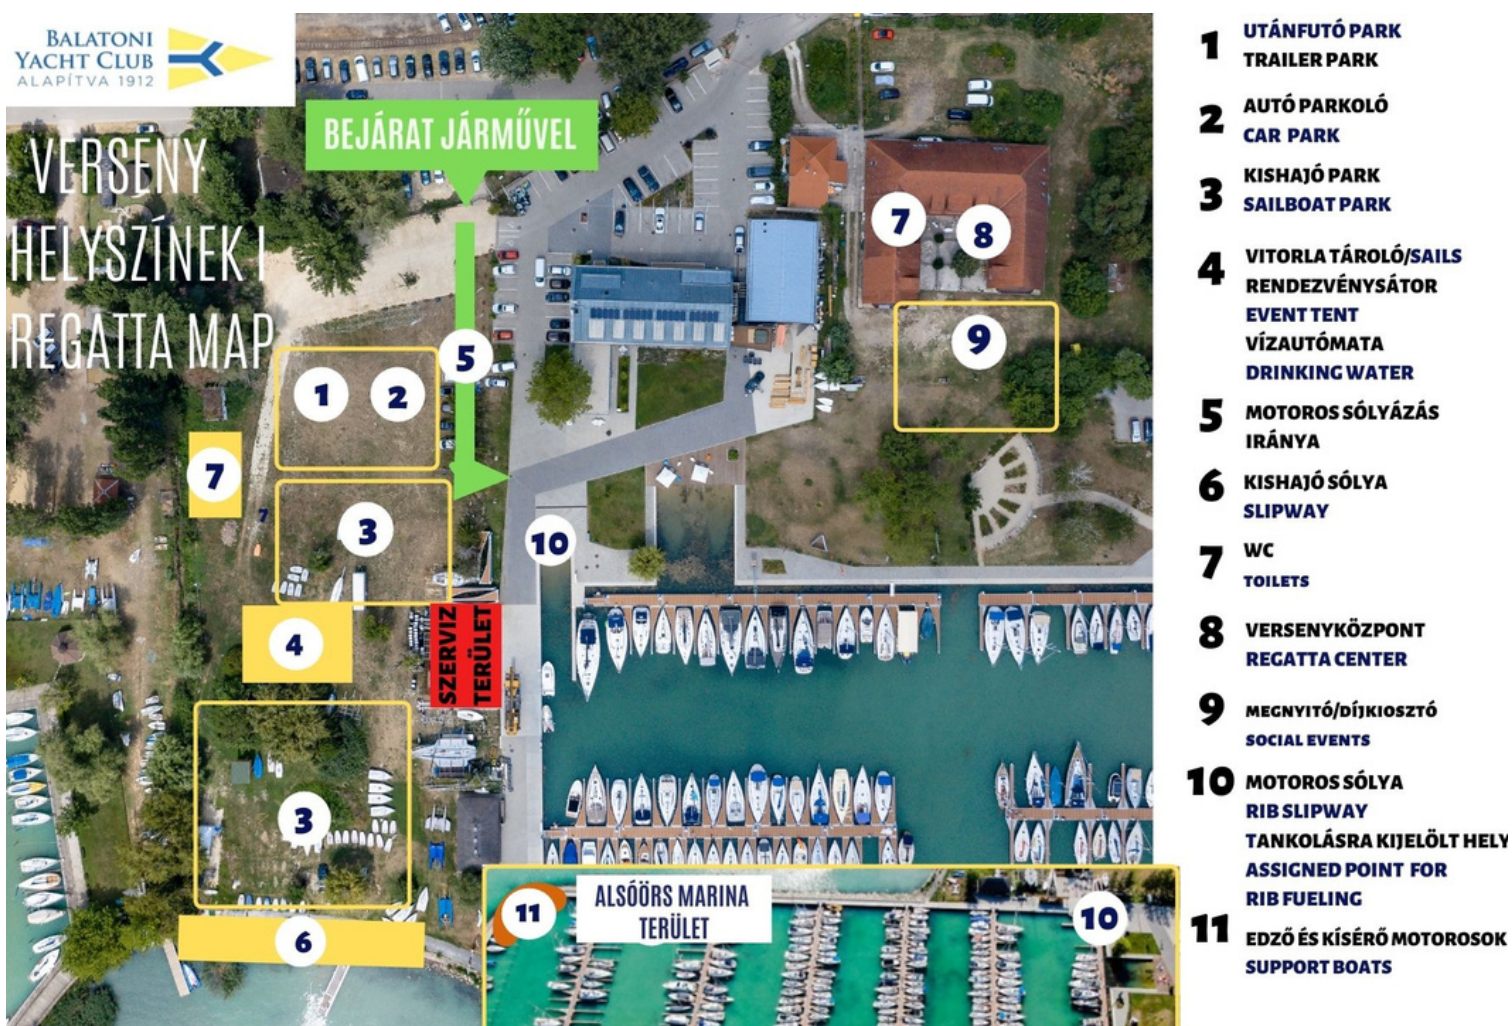 BALATONI
YACHT CLUB
ALAPÍTVA 1912
VERSENY
HELYSZÍNEK I
REGATTA MAP
BEJÁRAT JÁRMŰVEL
1
2
3
4
5
6
7
7
7
8
9
10
3
SZERVIZ
TERÜLET
ALSÓÖRS MARINA
TERÜLET
11
10
1
UTÁNFUTÓ PARK
TRAILER PARK
2
AUTÓ PARKOLÓ
CAR PARK
3
KISHAJÓ PARK
SAILBOAT PARK
4
VITORLA TÁROLÓ/SAILS
RENDEZVÉNYSÁTOR
EVENT TENT
VÍZAUTÓMATA
DRINKING WATER
5
MOTOROS SÓLYÁZÁS
IRÁNYA
6
KISHAJÓ SÓLYA
SLIPWAY
7
WC
TOILETS
8
VERSENYKÖZPONT
REGATTA CENTER
9
MEGNYITÓ/DÍJKIOSZTÓ
SOCIAL EVENTS
10
MOTOROS SÓLYA
RIB SLIPWAY
TANKOLÁSRA KIJELÖLT HELY
ASSIGNED POINT FOR
RIB FUELING
11
EDZŐ ÉS KÍSÉRŐ MOTOROSOK
SUPPORT BOATS